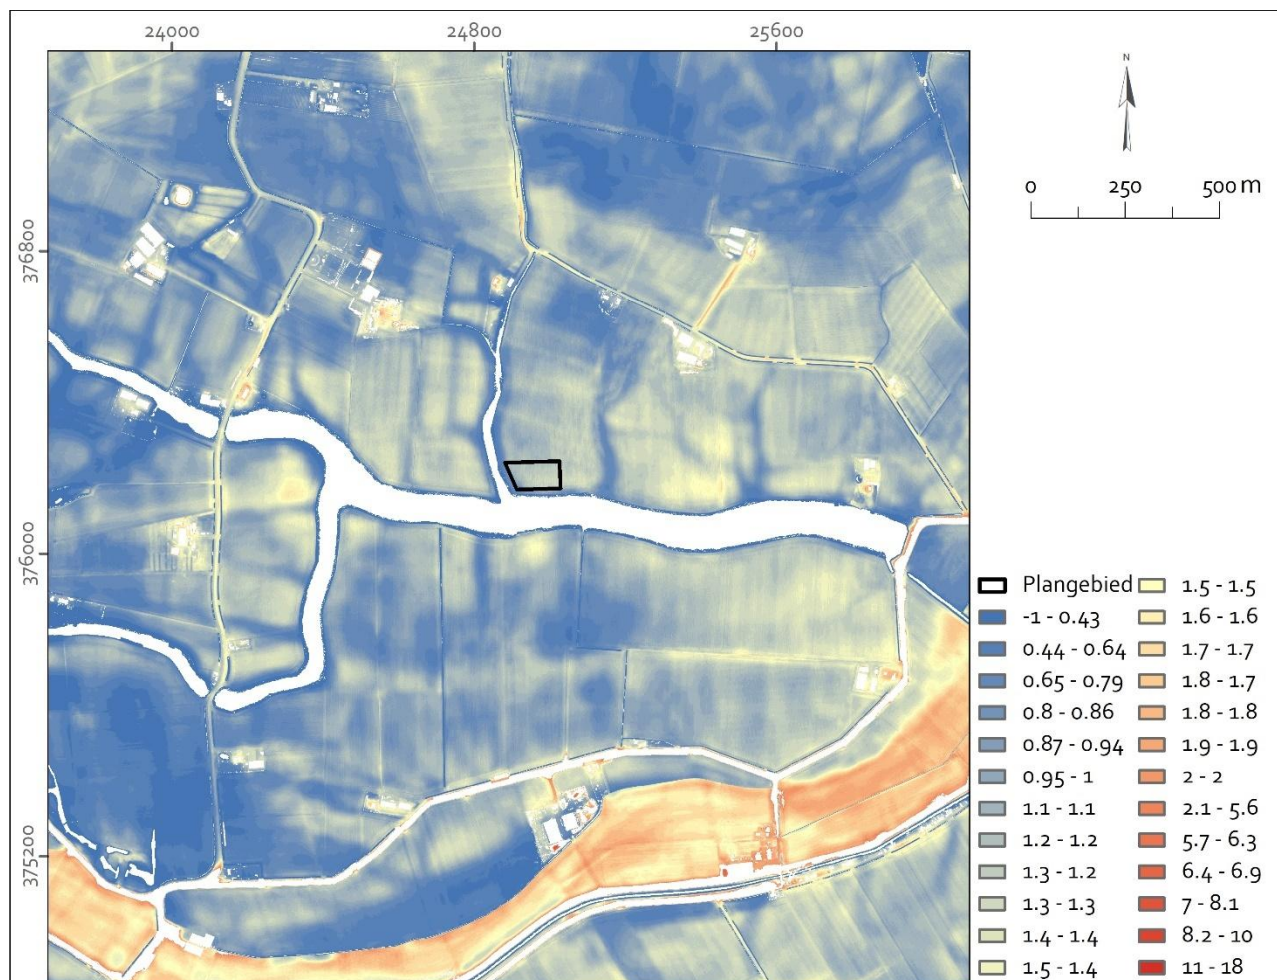 24000 24800 25600
N
0 250 500 m
376800
376000
375200
Plangebied
-1 - 0.43
0.44 - 0.64
0.65 - 0.79
0.8 - 0.86
0.87 - 0.94
0.95 - 1
1.1 - 1.1
1.2 - 1.2
1.3 - 1.2
1.3 - 1.3
1.4 - 1.4
1.5 - 1.4
1.5 - 1.5
1.6 - 1.6
1.7 - 1.7
1.8 - 1.7
1.8 - 1.8
1.9 - 1.9
2 - 2
2.1 - 5.6
5.7 - 6.3
6.4 - 6.9
7 - 8.1
8.2 - 10
11 - 18